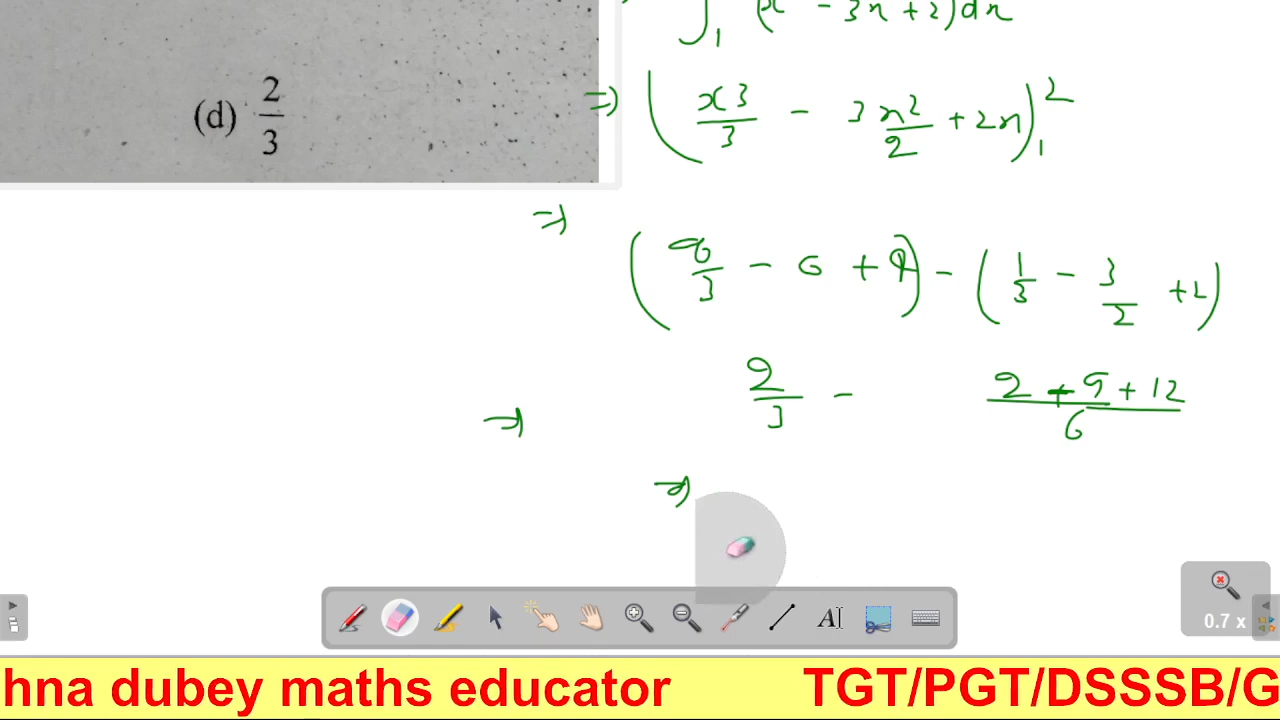 ∫₁ (x - 3x + 2) dx
(d) 2/3
⇒ (x3/3 - 3x2/2 + 2x)₁²
⇒ (8/3 - 6 + 4) - (1/3 - 3/2 + 2)
⇒ 2/3 - (2 - 9 + 12)/6
⇒
AI
0.7 x
hna dubey maths educator TGT/PGT/DSSSB/G